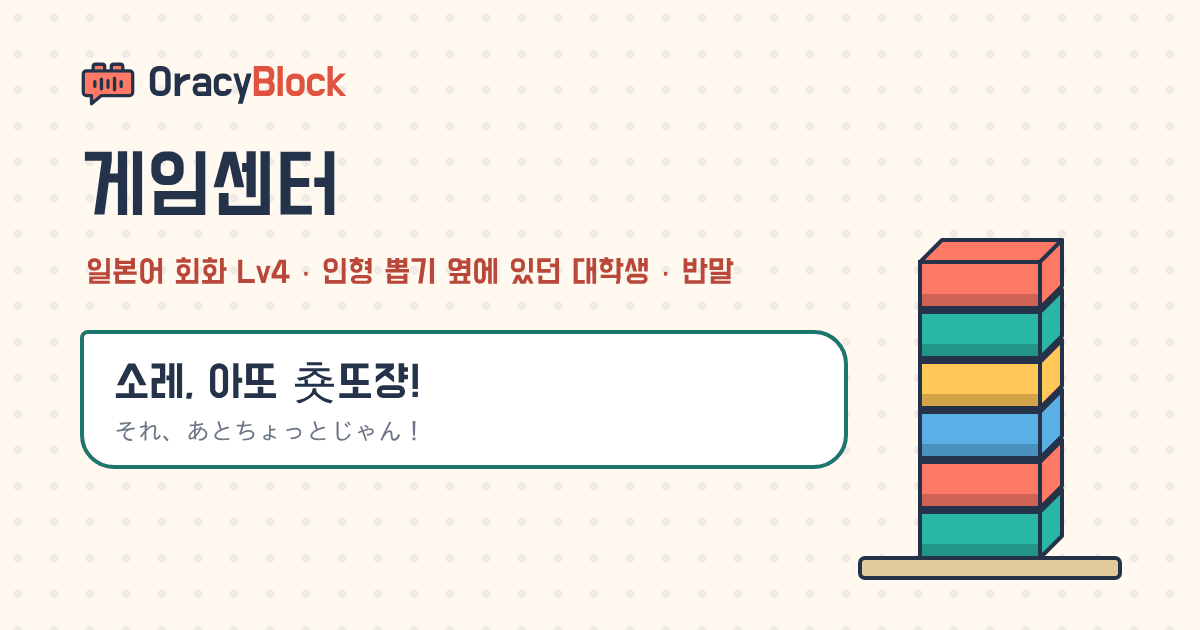 OracyBlock
게임센터
일본어 회화 Lv4 · 인형 뽑기 옆에 있던 대학생 · 반말
소레, 아또 춋또쟝!
それ、あとちょっとじゃん！